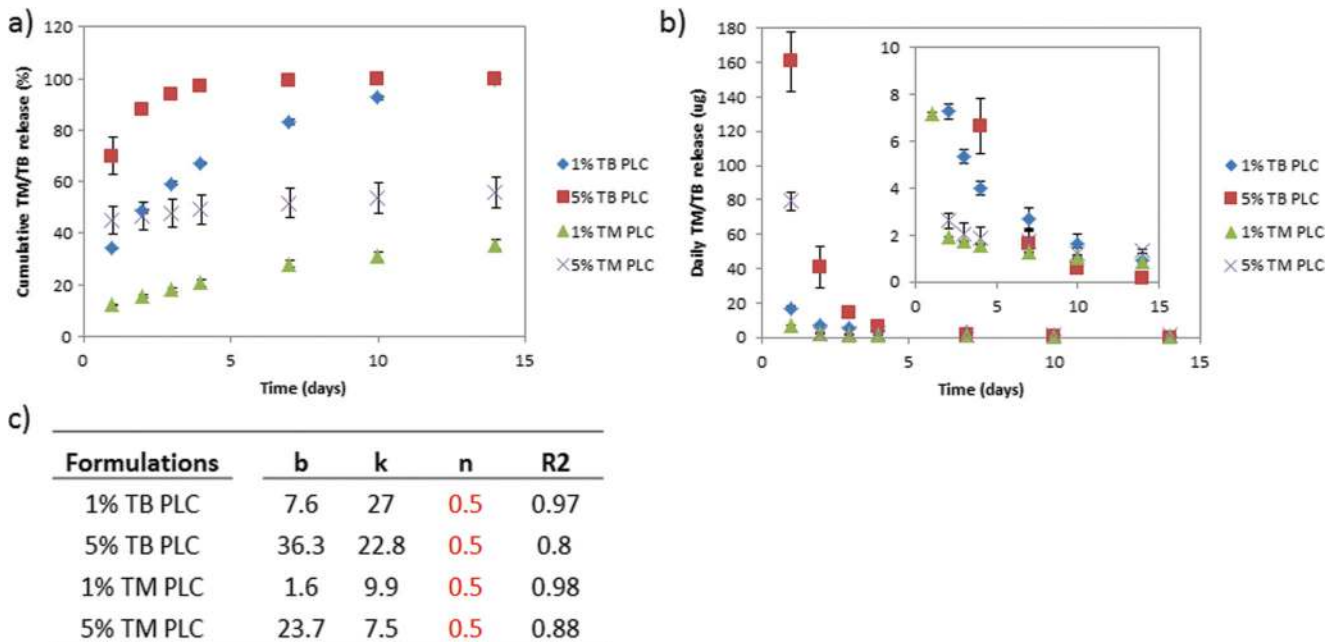 a)
Cumulative TM/TB release (%)
120
100
80
60
40
20
0
0 5 10 15
Time (days)
1% TB PLC
5% TB PLC
1% TM PLC
5% TM PLC
b)
Daily TM/TB release (ug)
180
160
140
120
100
80
60
40
20
0
0 5 10 15
Time (days)
10
8
6
4
2
0
0 5 10 15
1% TB PLC
5% TB PLC
1% TM PLC
5% TM PLC
c)
Formulations b k n R2
1% TB PLC 7.6 27 0.5 0.97
5% TB PLC 36.3 22.8 0.5 0.8
1% TM PLC 1.6 9.9 0.5 0.98
5% TM PLC 23.7 7.5 0.5 0.88